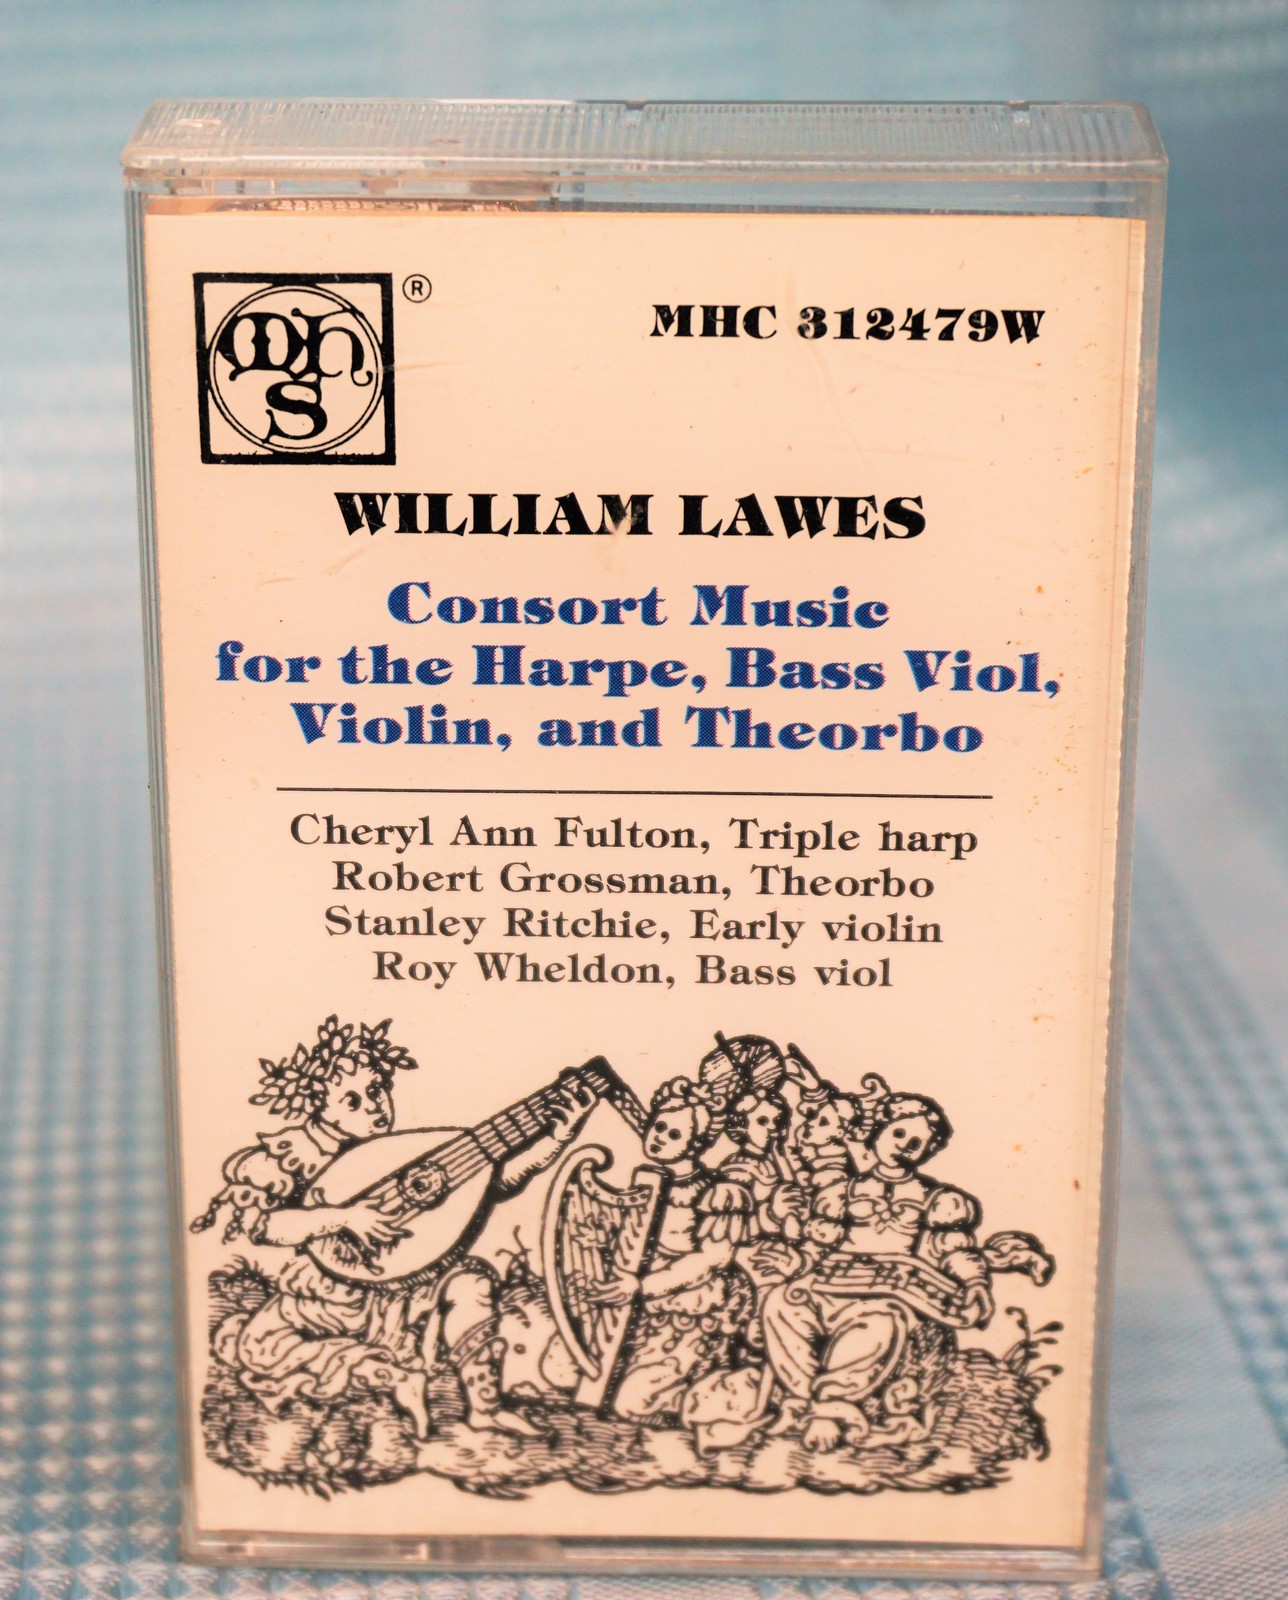 mh
s
®
MHC 312479W
WILLIAM LAWES
Consort Music
for the Harpe, Bass Viol,
Violin, and Theorbo
Cheryl Ann Fulton, Triple harp
Robert Grossman, Theorbo
Stanley Ritchie, Early violin
Roy Wheldon, Bass viol